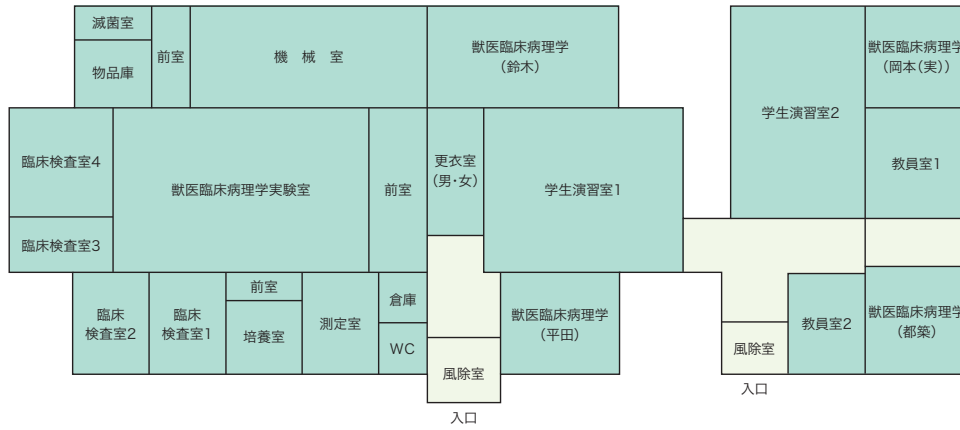 滅菌室
物品庫
前室
機 械 室
獣医臨床病理学
（鈴木）
学生演習室2
獣医臨床病理学
（岡本（実））
教員室1
臨床検査室4
臨床検査室3
獣医臨床病理学実験室
前室
更衣室
（男・女）
学生演習室1
臨床
検査室2
臨床
検査室1
前室
培養室
測定室
倉庫
WC
風除室
入口
獣医臨床病理学
（平田）
風除室
入口
教員室2
獣医臨床病理学
（都築）